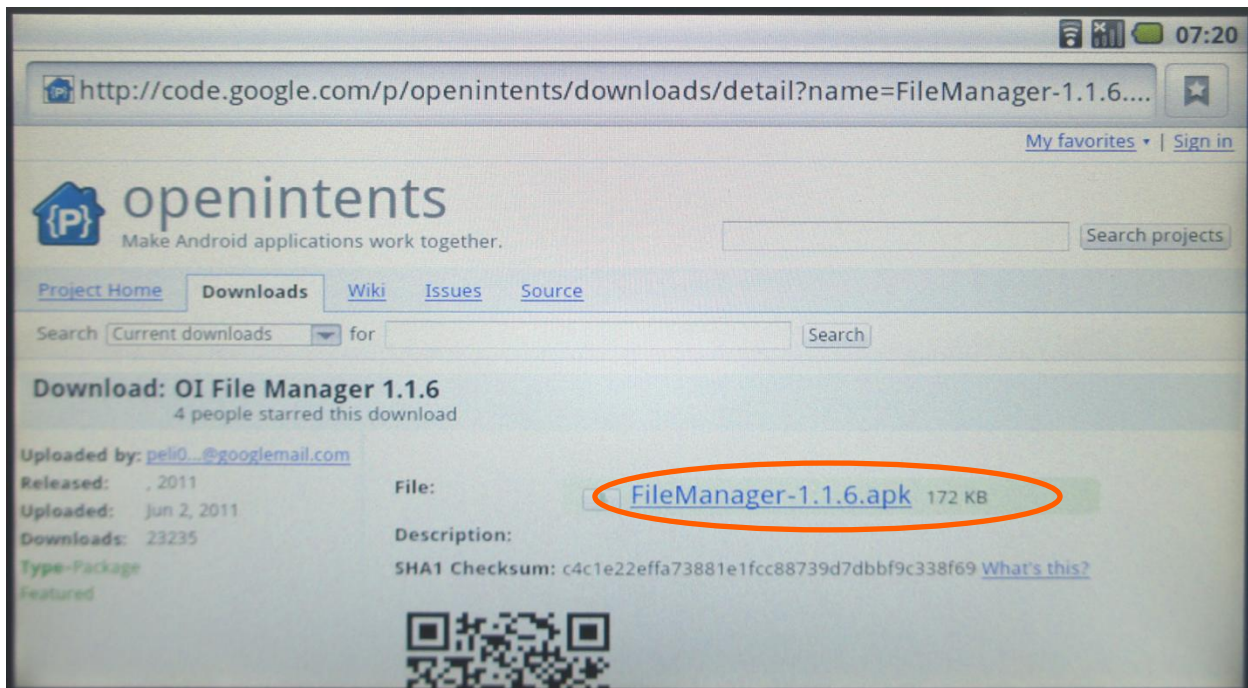 07:20
http://code.google.com/p/openintents/downloads/detail?name=FileManager-1.1.6....
My favorites ▾ | Sign in
{P} openintents
Make Android applications work together.
Search projects
Project Home Downloads Wiki Issues Source
Search Current downloads for Search
Download: OI File Manager 1.1.6
4 people starred this download
Uploaded by: peli0...@googlemail.com
Released: , 2011
Uploaded: Jun 2, 2011
Downloads: 23235
Type-Package
Featured
File: FileManager-1.1.6.apk 172 KB
Description:
SHA1 Checksum: c4c1e22effa73881e1fcc88739d7dbbf9c338f69 What's this?